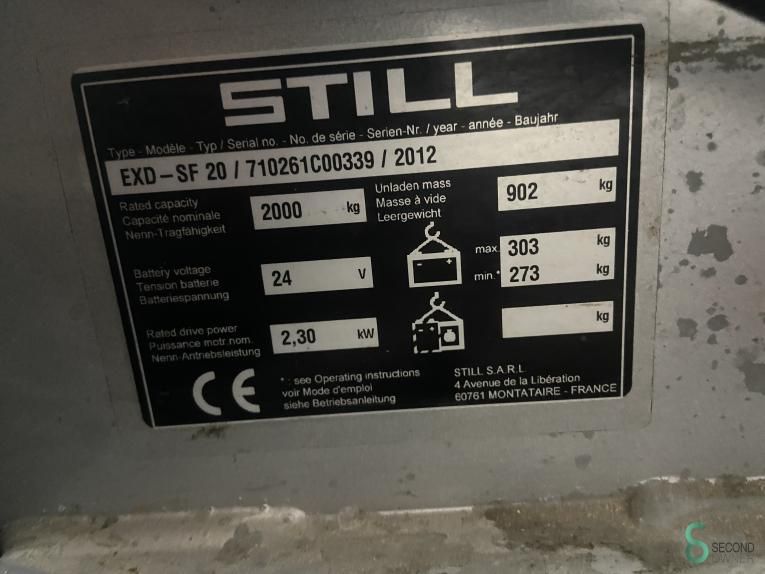 STILL
Type - Modèle - Typ / Serial no. - No. de série - Serien-Nr. / year - année - Baujahr
EXD-SF 20 / 710261C00339 / 2012
Rated capacity
Capacité nominale
Nenn-Tragfähigkeit
2000 kg
Unladen mass
Masse à vide
Leergewicht
902 kg
Battery voltage
Tension batterie
Batteriespannung
24 V
max. 303 kg
min.* 273 kg
Rated drive power
Puissance motr.nom.
Nenn-Antriebsleistung
2,30 kW
kg
CE
* : see Operating instructions
voir Mode d'emploi
siehe Betriebsanleitung
STILL S.A.R.L
4 Avenue de la Libération
60761 MONTATAIRE - FRANCE
SECOND
OWNER